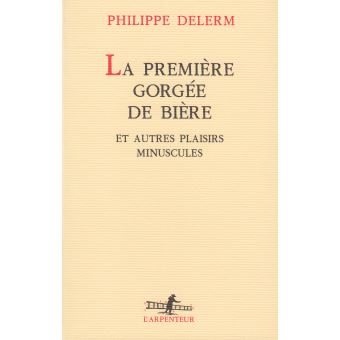 PHILIPPE DELERM
LA PREMIÈRE
GORGÉE
DE BIÈRE
ET AUTRES PLAISIRS
MINUSCULES
L'ARPENTEUR